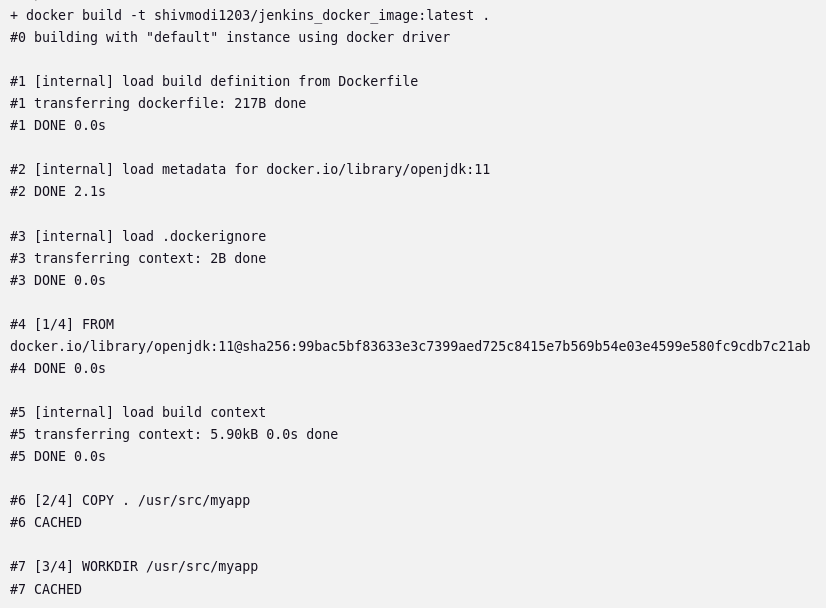 + docker build -t shivmodi1203/jenkins_docker_image:latest .
#0 building with "default" instance using docker driver
#1 [internal] load build definition from Dockerfile
#1 transferring dockerfile: 217B done
#1 DONE 0.0s
#2 [internal] load metadata for docker.io/library/openjdk:11
#2 DONE 2.1s
#3 [internal] load .dockerignore
#3 transferring context: 2B done
#3 DONE 0.0s
#4 [1/4] FROM
docker.io/library/openjdk:11@sha256:99bac5bf83633e3c7399aed725c8415e7b569b54e03e4599e580fc9cdb7c21ab
#4 DONE 0.0s
#5 [internal] load build context
#5 transferring context: 5.90kB 0.0s done
#5 DONE 0.0s
#6 [2/4] COPY . /usr/src/myapp
#6 CACHED
#7 [3/4] WORKDIR /usr/src/myapp
#7 CACHED